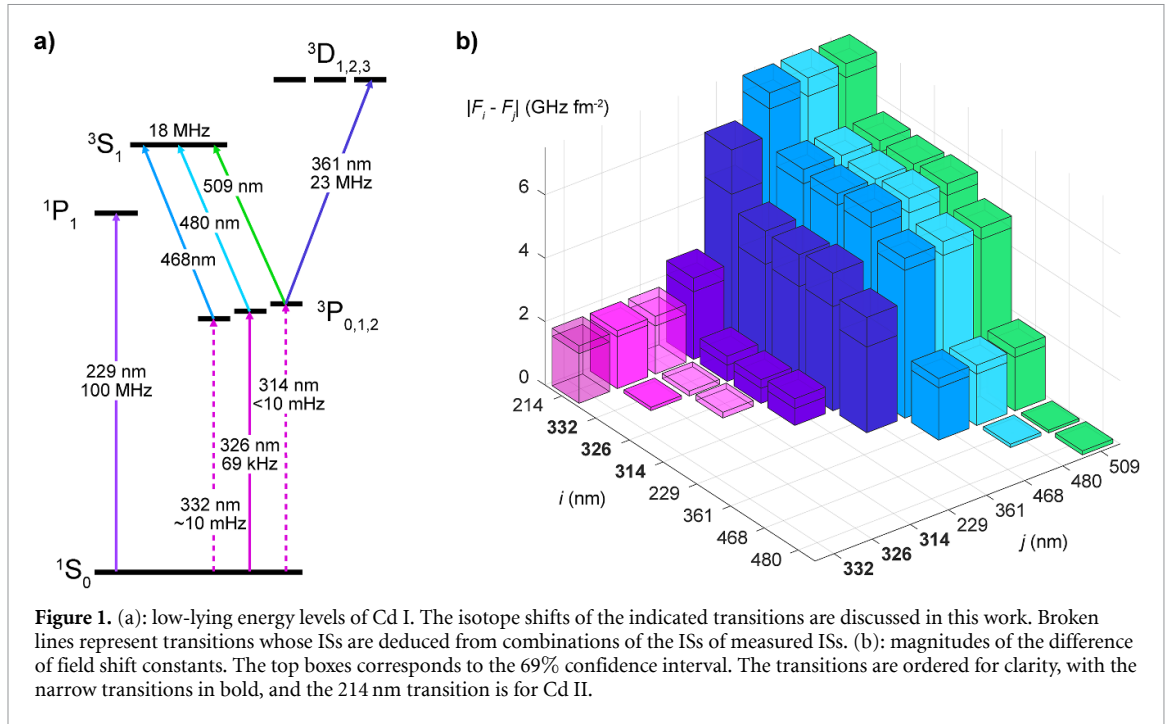 a)
³D₁,₂,₃
³S₁
18 MHz
509 nm
361 nm
23 MHz
¹P₁
480 nm
468nm
³P₀,₁,₂
229 nm
100 MHz
314 nm
<10 mHz
326 nm
69 kHz
332 nm
~10 mHz
¹S₀
b)
|Fᵢ - Fⱼ| (GHz fm⁻²)
6
4
2
0
214
332
326
314
229
361
468
480
i (nm)
332
326
314
229
361
468
480
509
j (nm)
Figure 1. (a): low-lying energy levels of Cd I. The isotope shifts of the indicated transitions are discussed in this work. Broken
lines represent transitions whose ISs are deduced from combinations of the ISs of measured ISs. (b): magnitudes of the difference
of field shift constants. The top boxes corresponds to the 69% confidence interval. The transitions are ordered for clarity, with the
narrow transitions in bold, and the 214 nm transition is for Cd II.